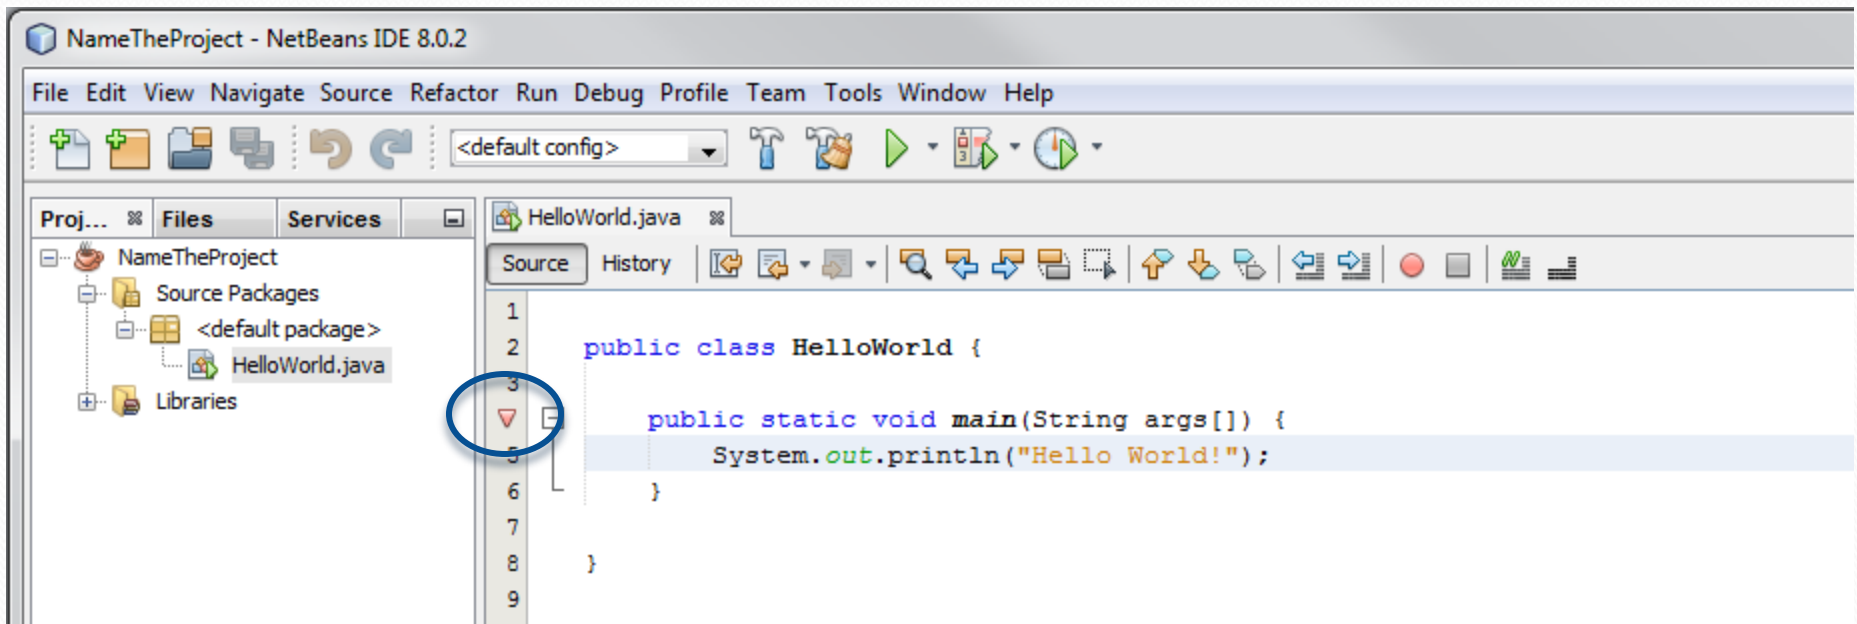 NameTheProject - NetBeans IDE 8.0.2
File Edit View Navigate Source Refactor Run Debug Profile Team Tools Window Help
<default config>
Proj... Files Services
HelloWorld.java
NameTheProject
Source Packages
<default package>
HelloWorld.java
Libraries
Source History
1
2 public class HelloWorld {
3
public static void main(String args[]) {
5 System.out.println("Hello World!");
6 }
7
8 }
9